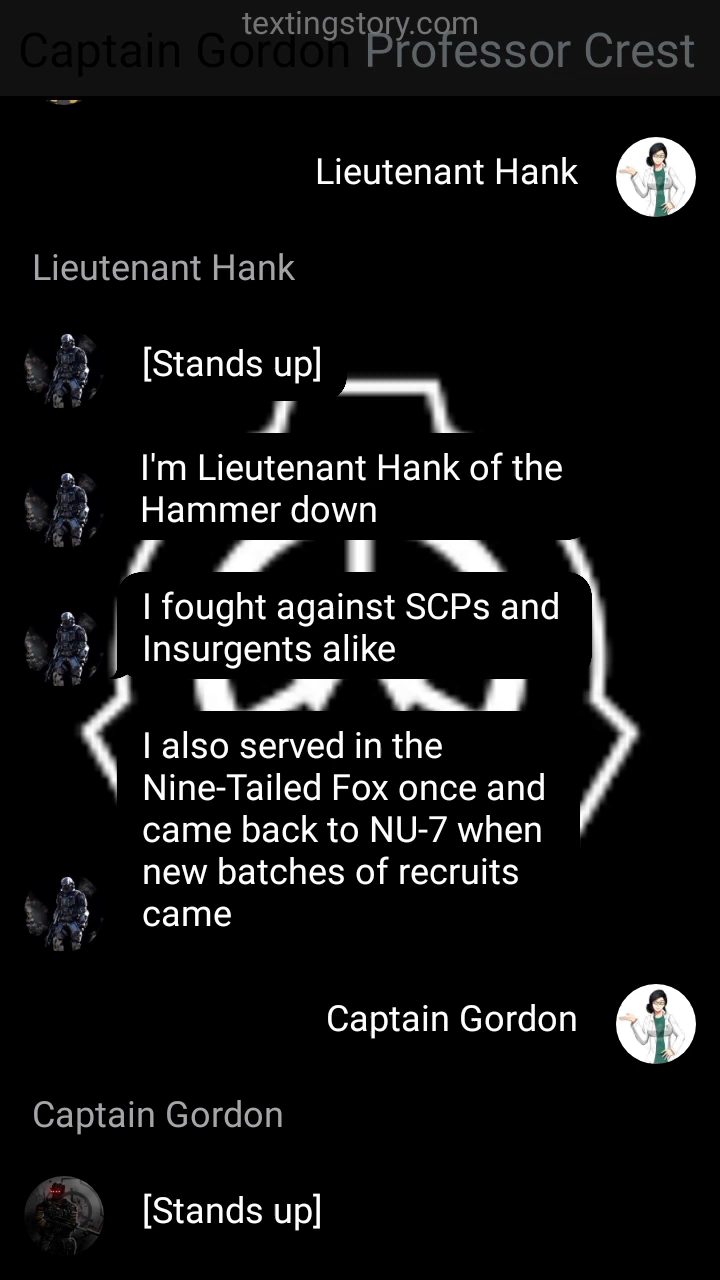 textingstory.com
Captain Gordon Professor Crest
Lieutenant Hank
Lieutenant Hank
[Stands up]
I'm Lieutenant Hank of the
Hammer down
I fought against SCPs and
Insurgents alike
I also served in the
Nine-Tailed Fox once and
came back to NU-7 when
new batches of recruits
came
Captain Gordon
Captain Gordon
[Stands up]